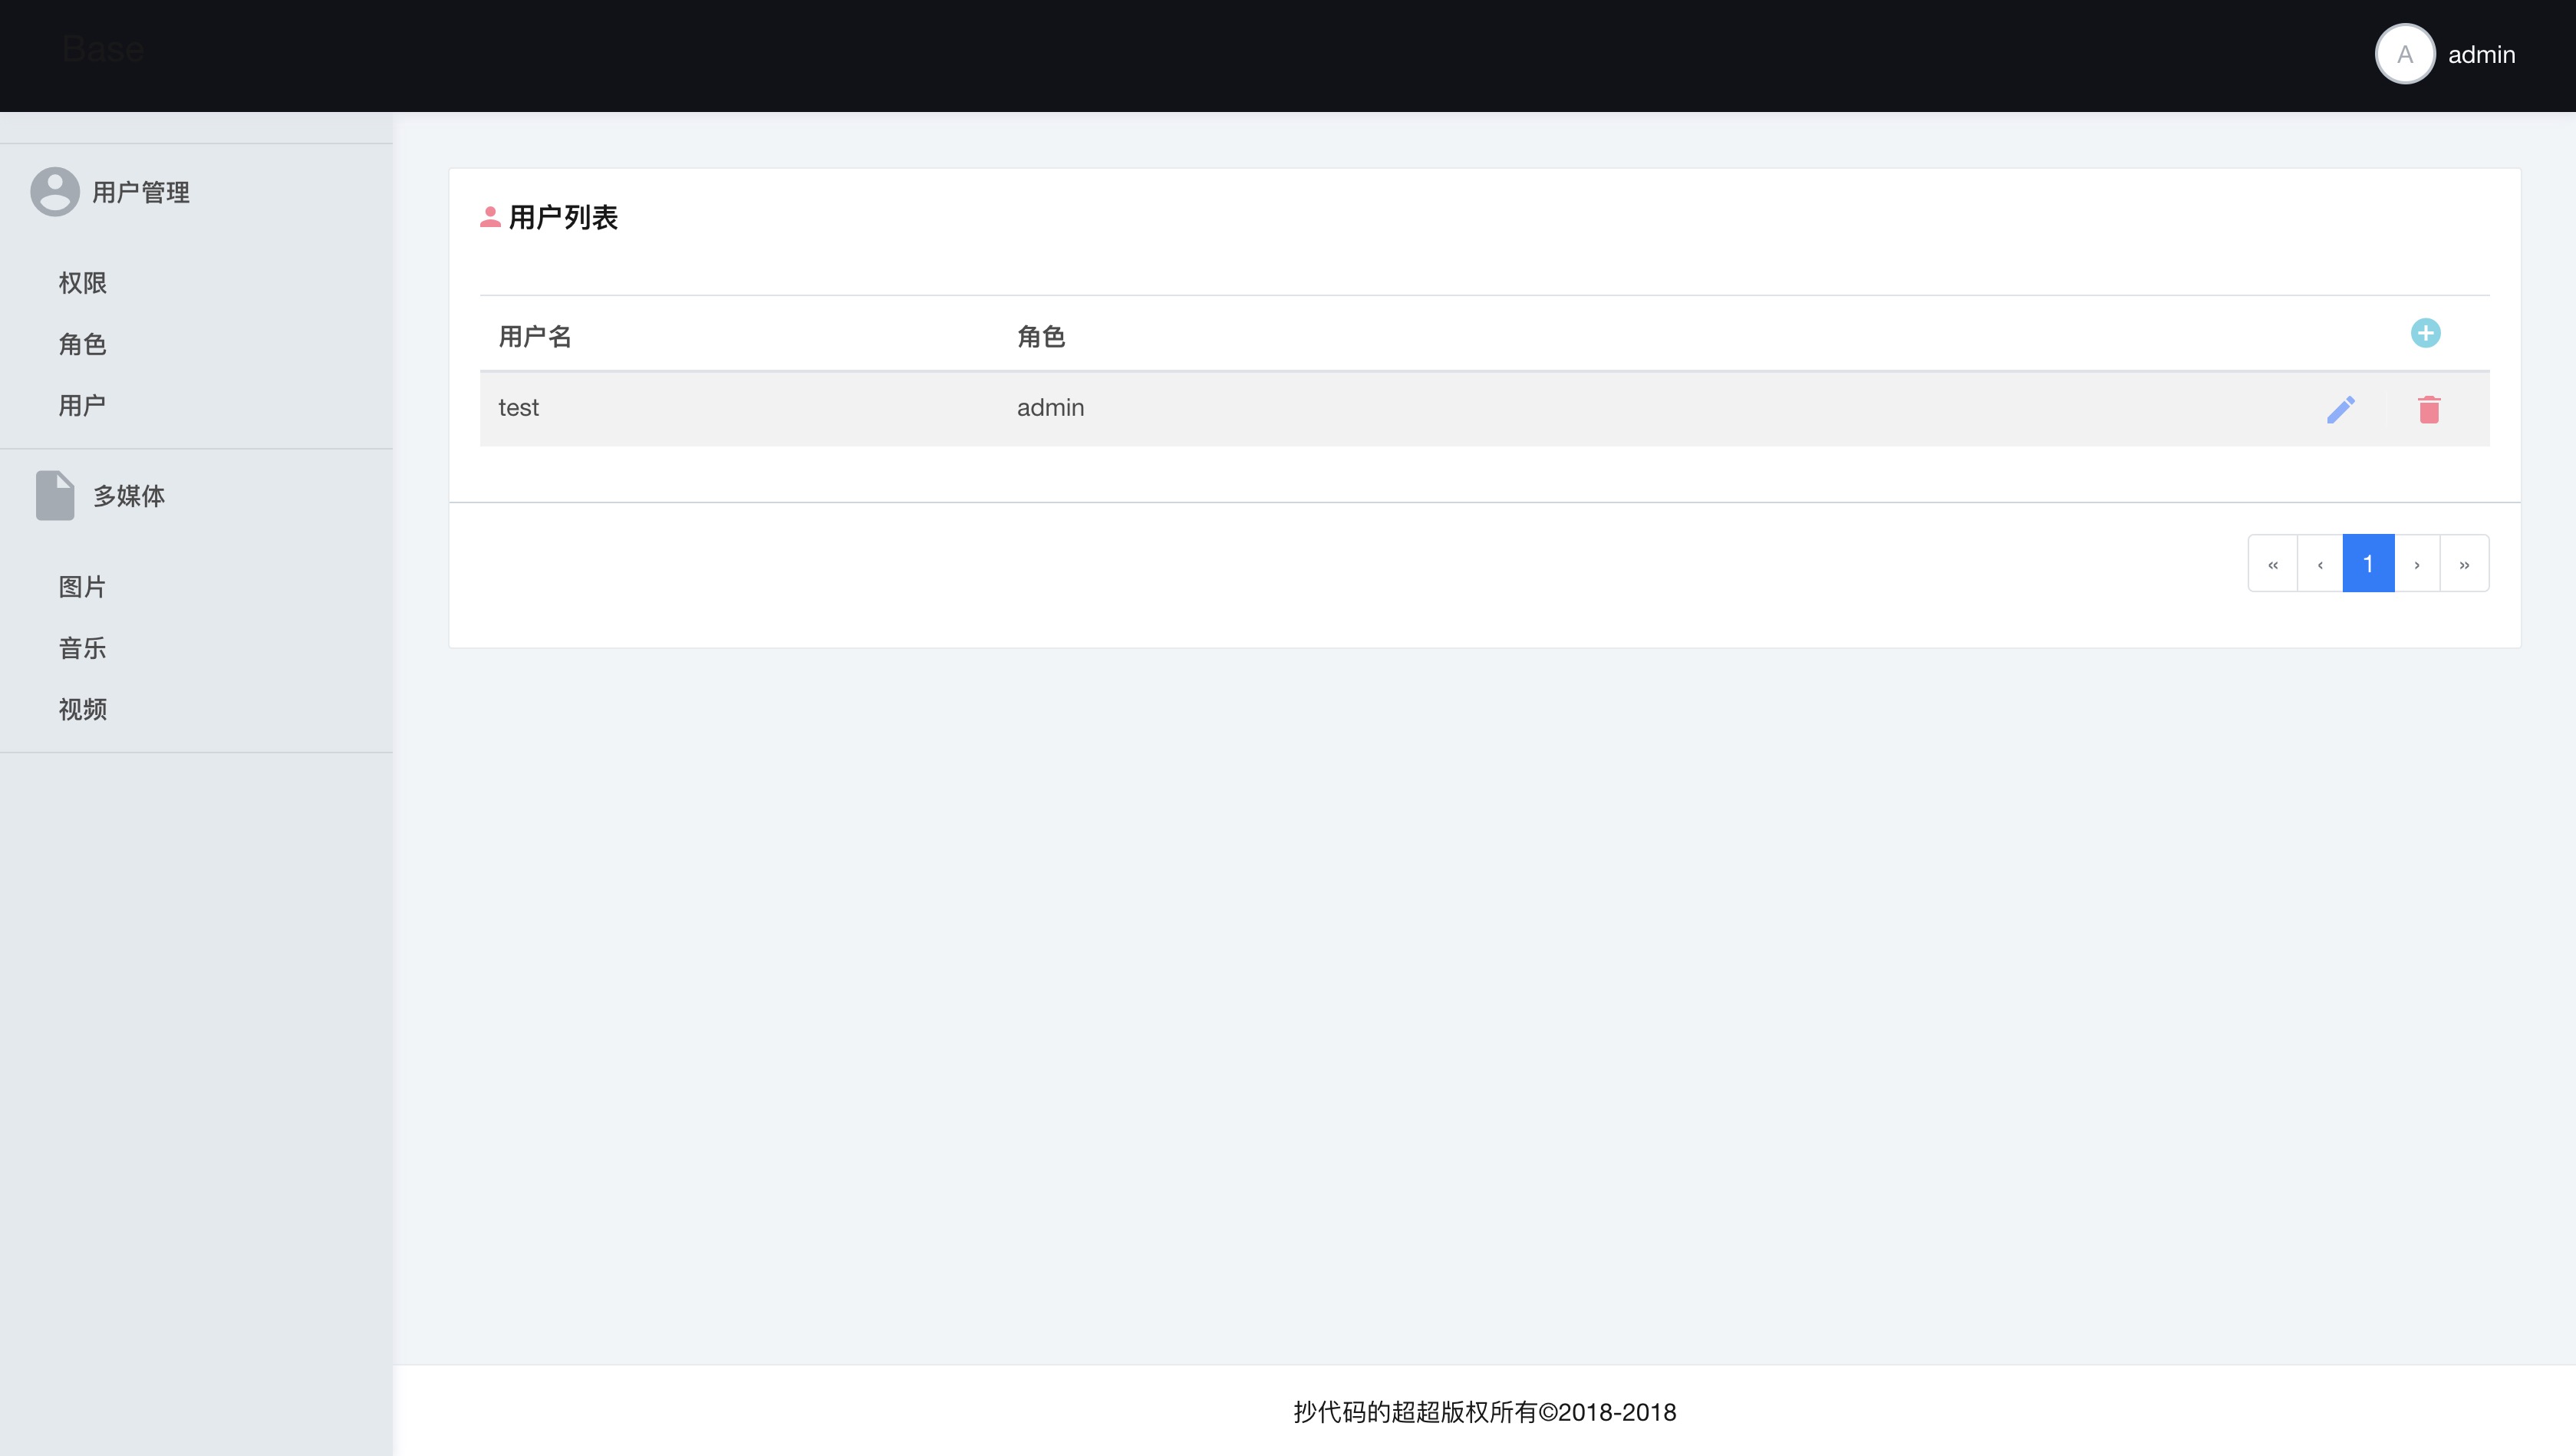 Base
A admin
用户管理
权限
角色
用户
多媒体
图片
音乐
视频
用户列表
用户名 角色
test admin
« ‹ 1 › »
抄代码的超超版权所有©2018-2018